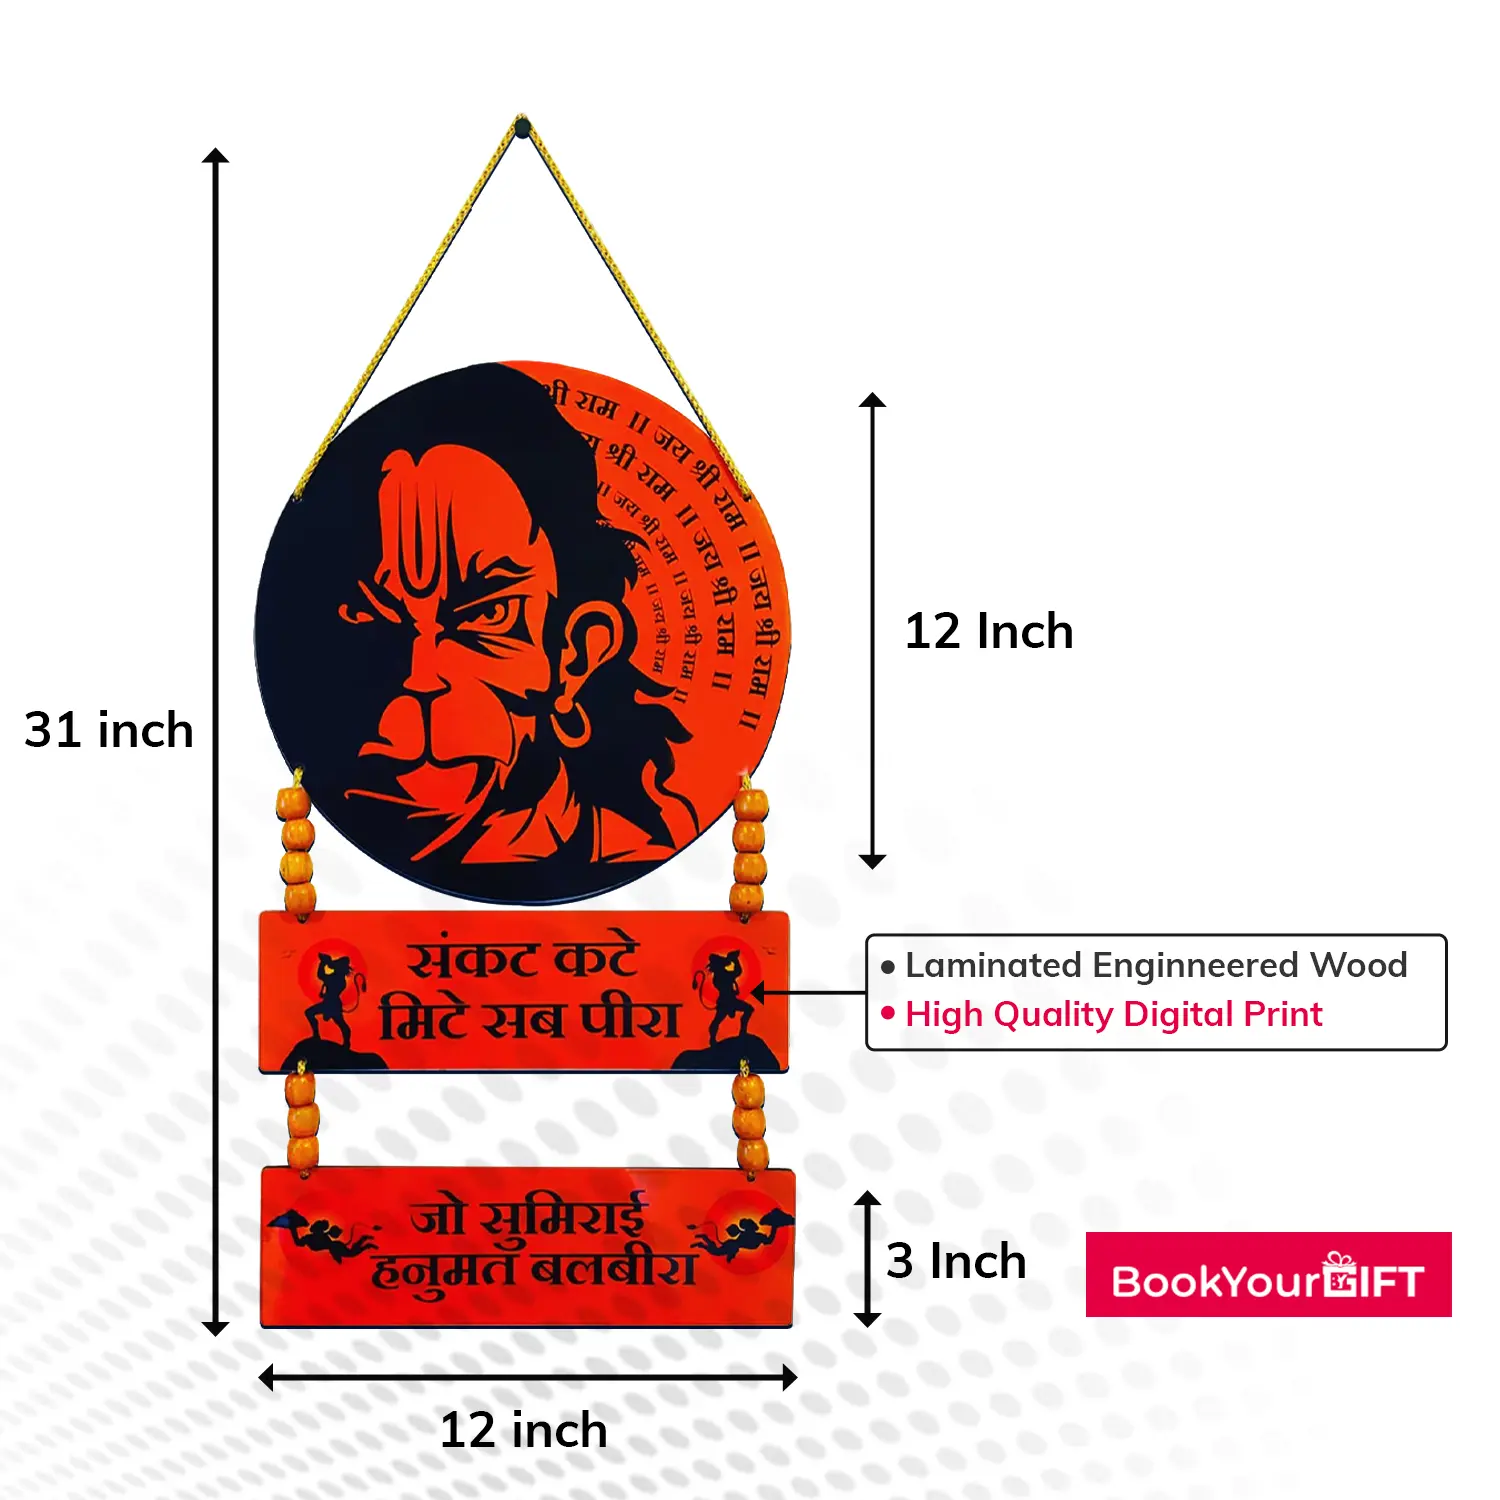 श्री राम ॥ जय श्री राम ॥ जय श्री राम ॥
श्री राम ॥ जय श्री राम ॥
॥ जय श्री राम ॥ जय श्री राम ॥
राम ॥ जय श्री राम
31 inch
12 Inch
संकट कटे
मिटे सब पीरा
• Laminated Enginneered Wood
• High Quality Digital Print
जो सुमिराई
हनुमत बलबीरा
3 Inch
BookYourGIFT
12 inch